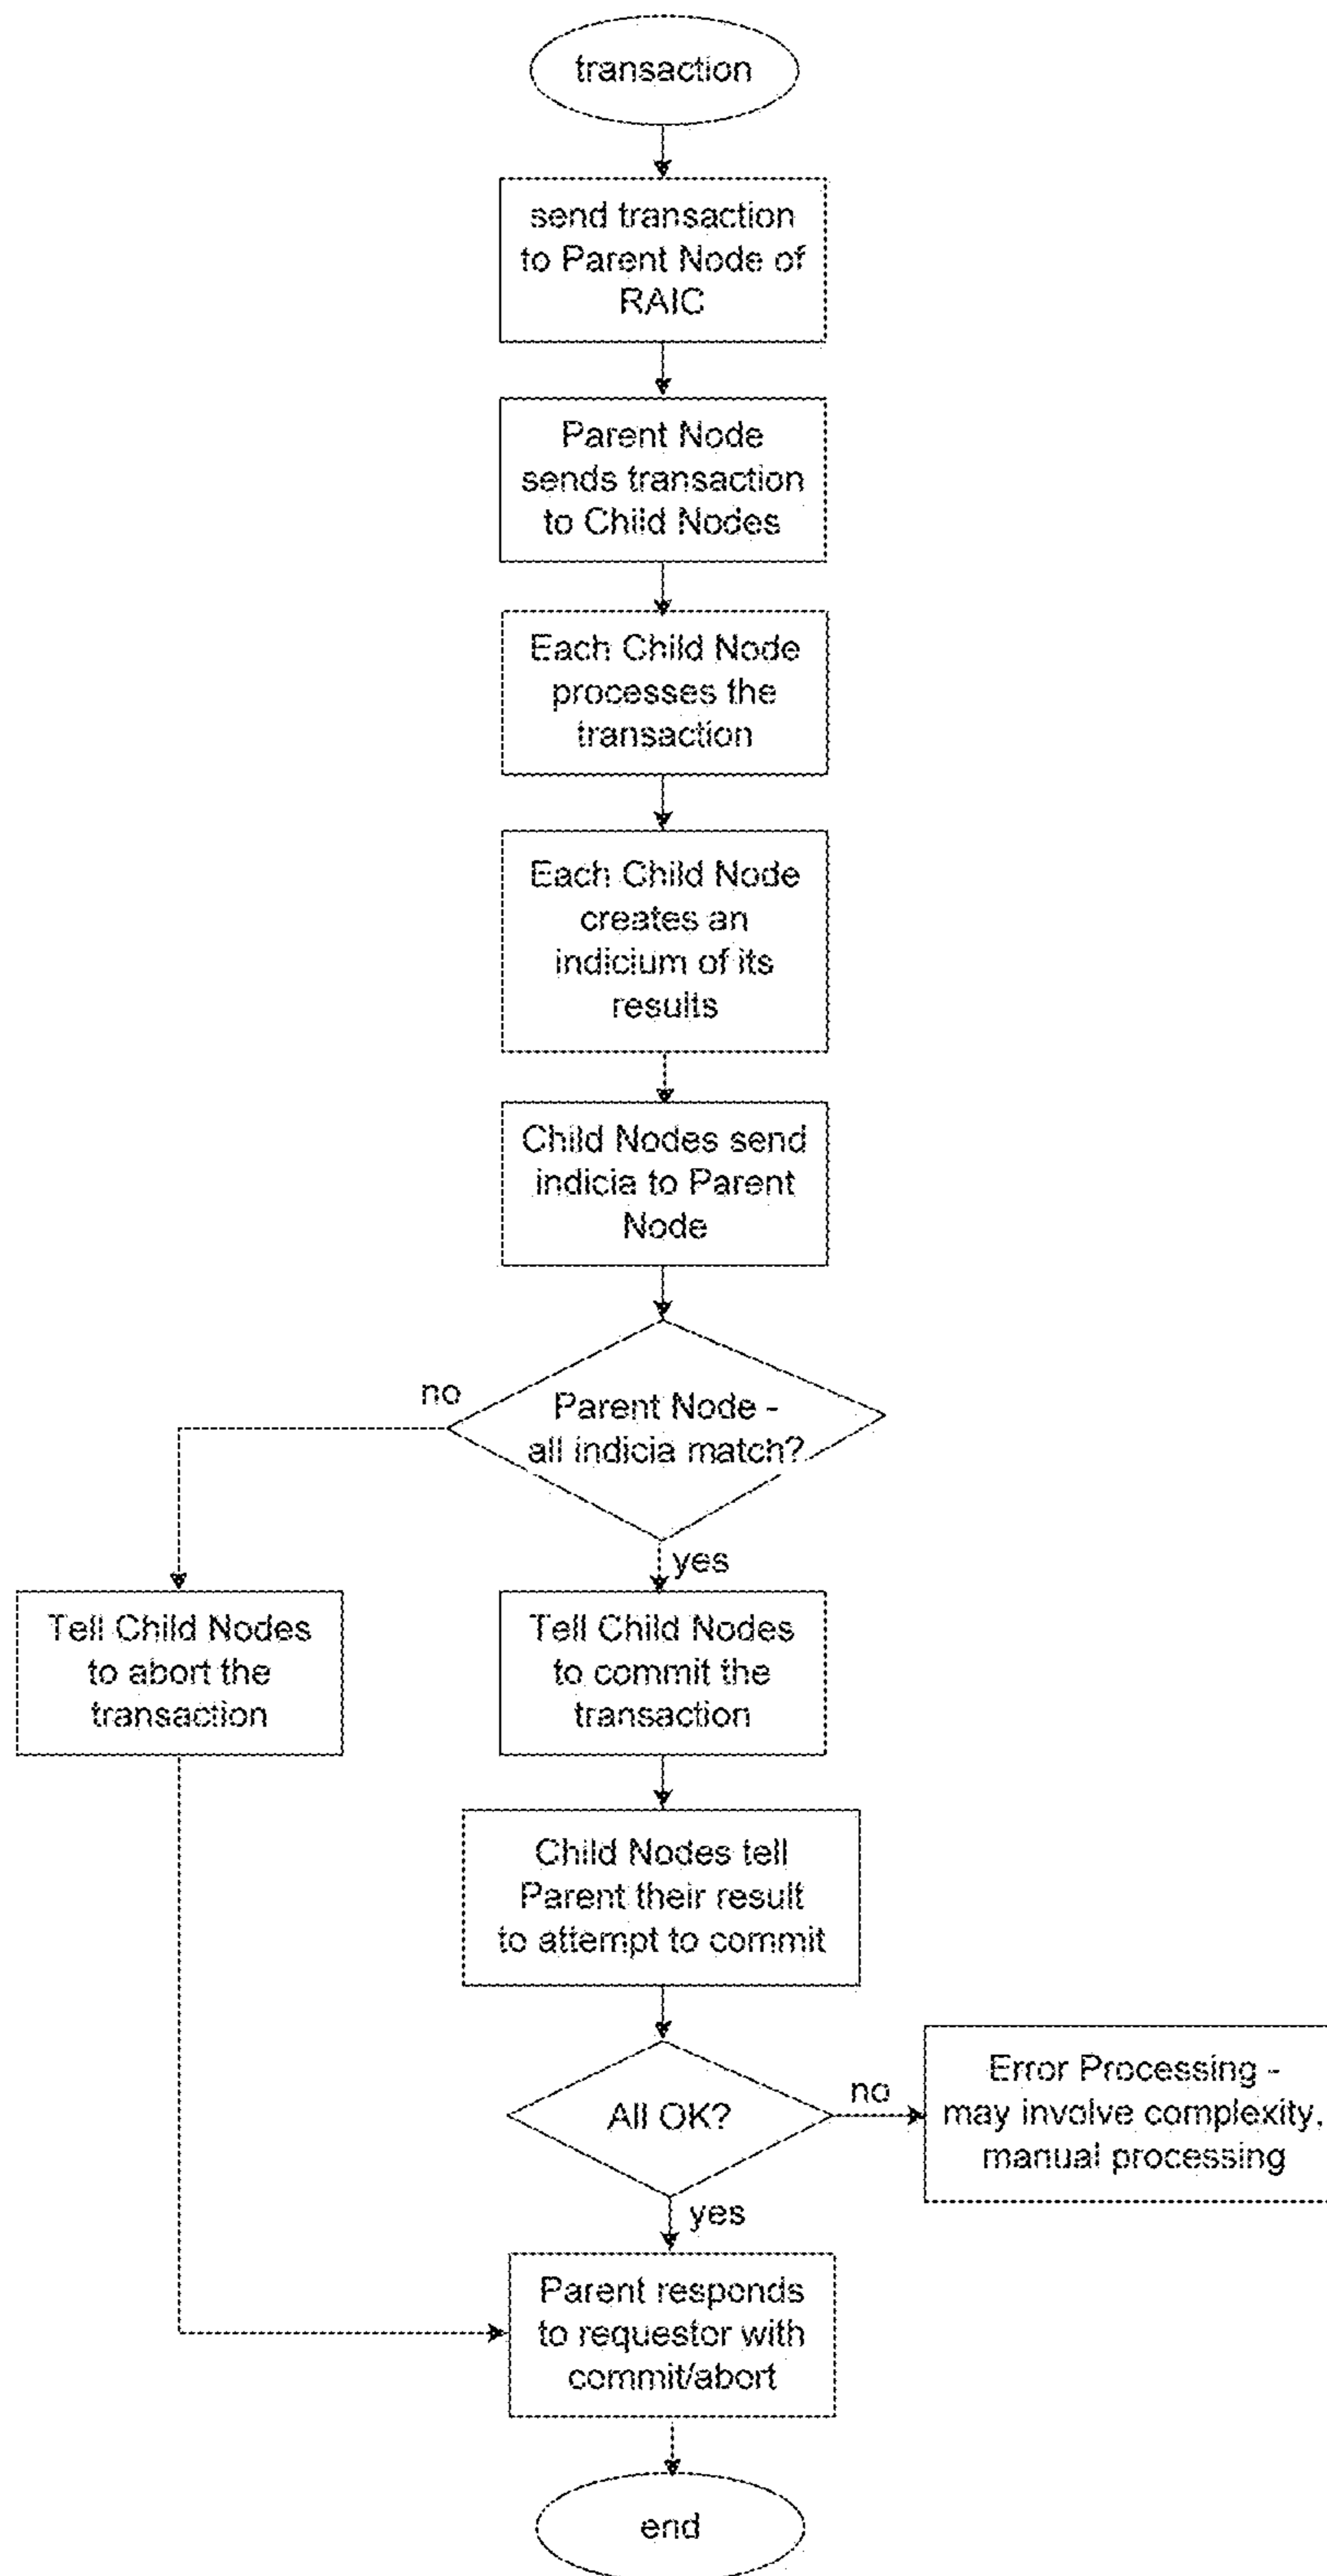 transaction
send transaction
to Parent Node of
RAIC
Parent Node
sends transaction
to Child Nodes
Each Child Node
processes the
transaction
Each Child Node
creates an
indicium of its
results
Child Nodes send
indicia to Parent
Node
no
Parent Node -
all indicia match?
yes
Tell Child Nodes
to abort the
transaction
Tell Child Nodes
to commit the
transaction
Child Nodes tell
Parent their result
to attempt to commit
All OK?
no
Error Processing -
may involve complexity,
manual processing
yes
Parent responds
to requestor with
commit/abort
end